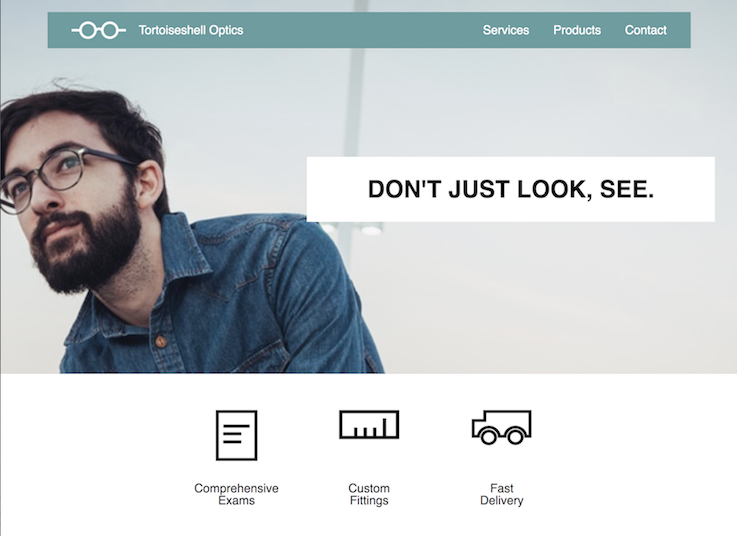 Tortoiseshell Optics
Services
Products
Contact
DON'T JUST LOOK, SEE.
Comprehensive
Exams
Custom
Fittings
Fast
Delivery